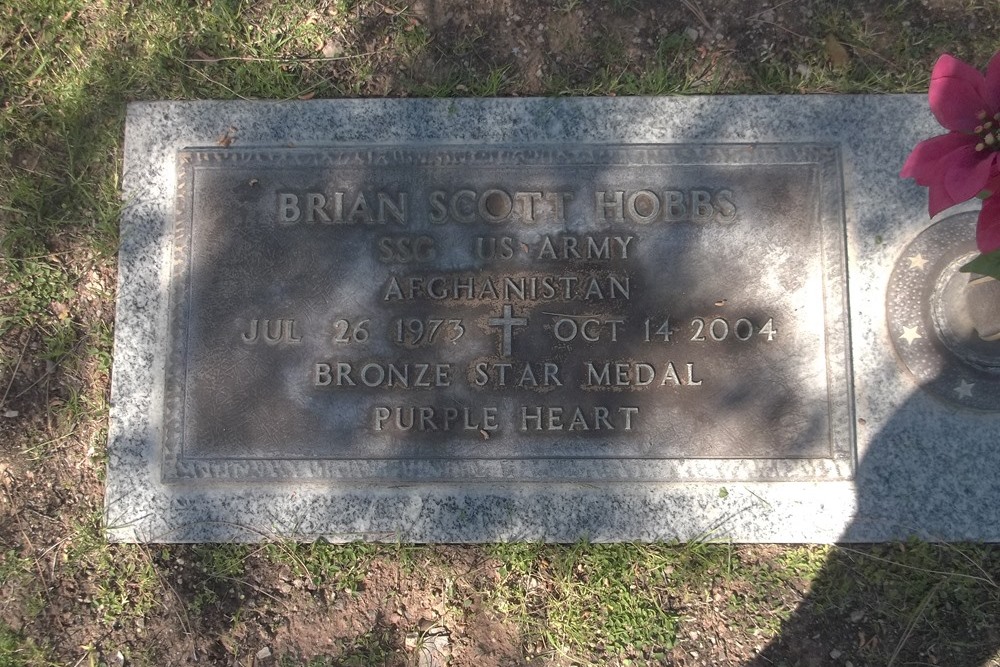 BRIAN SCOTT HOBBS
SSG US ARMY
AFGHANISTAN
JUL 26 1973 OCT 14 2004
BRONZE STAR MEDAL
PURPLE HEART